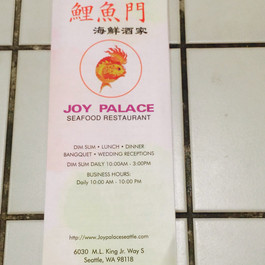 鯉魚門
海鮮酒家
JOY PALACE
SEAFOOD RESTAURANT
DIM SUM • LUNCH • DINNER
BANGQUET • WEDDING RECEPTIONS
DIM SUM DAILY 10:00AM - 3:00PM
BUSINESS HOURS:
Daily 10:00 AM - 10:00 PM
http://www.Joypalaceseattle.com
6030 M.L. King Jr. Way S
Seattle, WA 98118